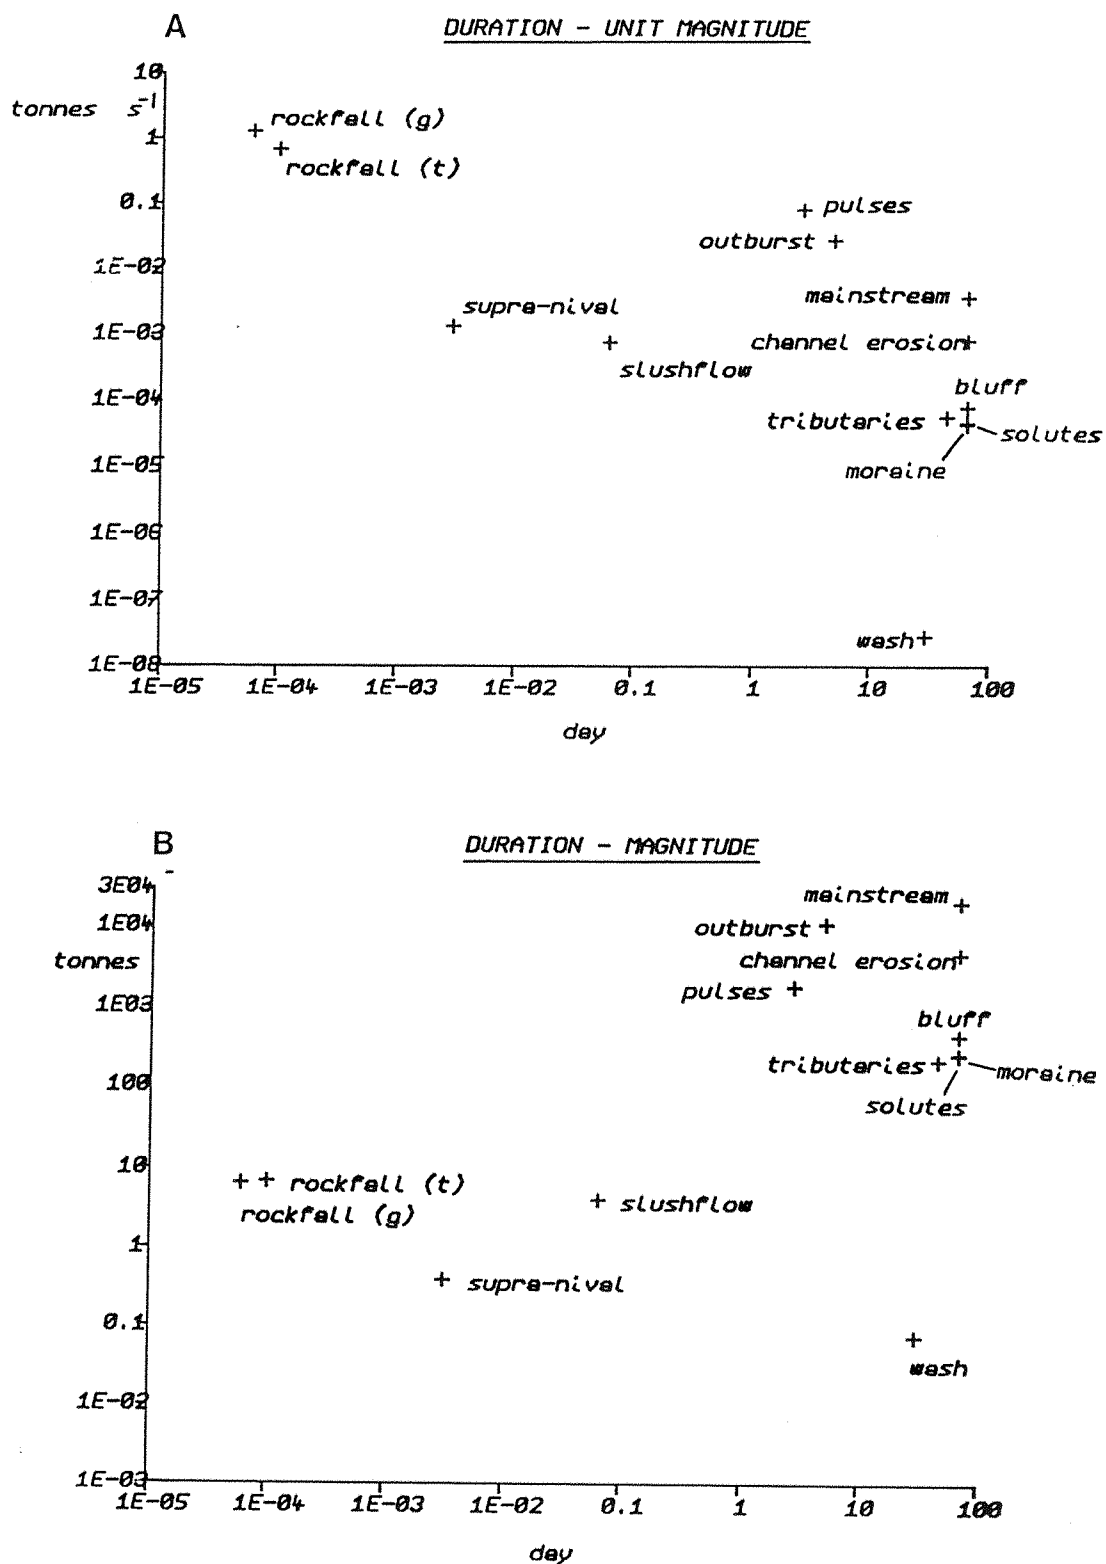 A
DURATION - UNIT MAGNITUDE
10
tonnes s⁻¹
rockfall (g)
1
rockfall (t)
0.1
pulses
outburst
1E-02
mainstream
supra-nival
1E-03
channel erosion
slushflow
bluff
1E-04
tributaries
solutes
1E-05
moraine
1E-06
1E-07
wash
1E-08
1E-05 1E-04 1E-03 1E-02 0.1 1 10 100
day
B
DURATION - MAGNITUDE
3E04
mainstream
1E04
outburst
tonnes
channel erosion
pulses
1E03
bluff
tributaries
moraine
100
solutes
10
rockfall (t)
slushflow
rockfall (g)
1
supra-nival
0.1
wash
1E-02
1E-03
1E-05 1E-04 1E-03 1E-02 0.1 1 10 100
day